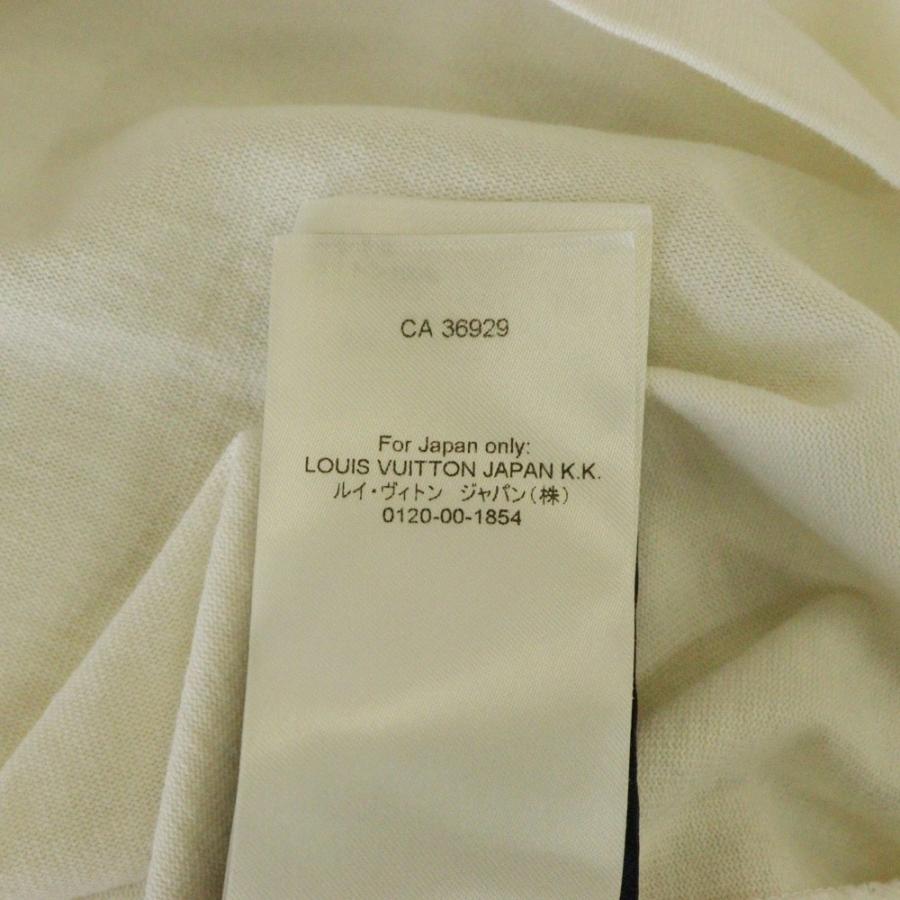 CA 36929
For Japan only:
LOUIS VUITTON JAPAN K.K.
ルイ・ヴィトン　ジャパン(株)
0120-00-1854